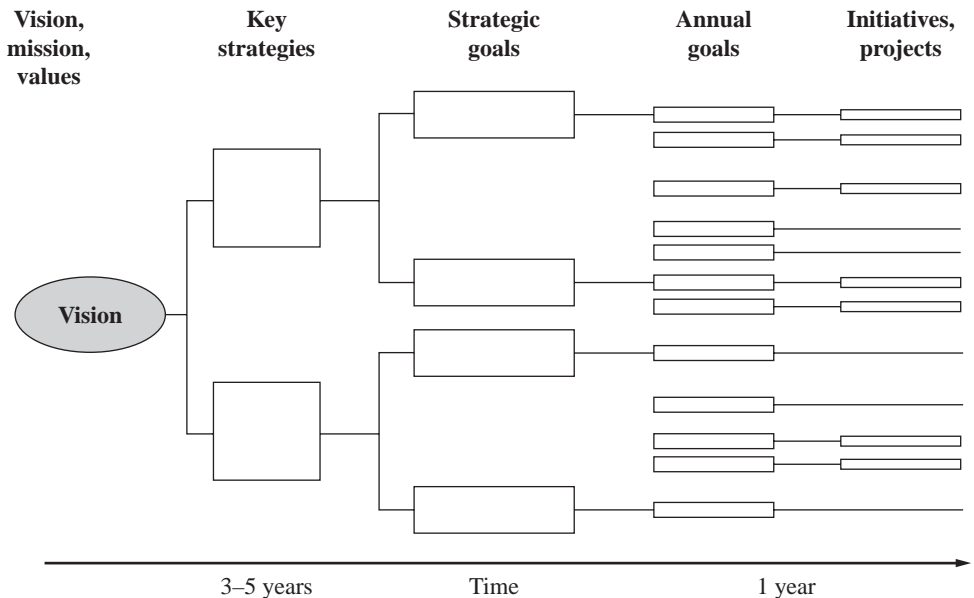 Vision,
mission,
values
Key
strategies
Strategic
goals
Annual
goals
Initiatives,
projects
Vision
3–5 years
Time
1 year